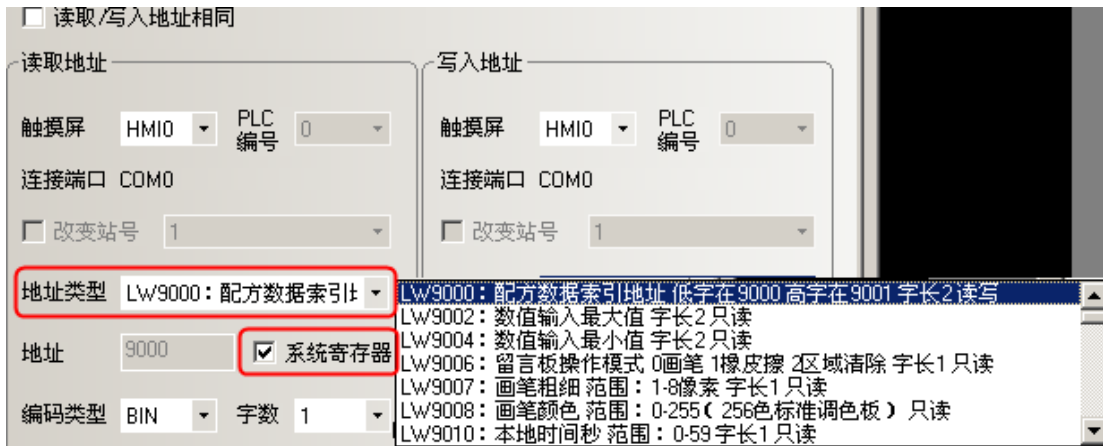 读取/写入地址相同
读取地址
写入地址
触摸屏 HMI0 PLC编号 0
触摸屏 HMI0 PLC编号 0
连接端口 COM0
连接端口 COM0
改变站号 1
改变站号 1
地址类型 LW9000：配方数据索引地
LW9000：配方数据索引地址 低字在9000 高字在9001 字长2 读写
LW9002：数值输入最大值 字长2 只读
LW9004：数值输入最小值 字长2 只读
地址 9000 系统寄存器
LW9006：留言板操作模式 0画笔 1橡皮擦 2区域清除 字长1 只读
LW9007：画笔粗细 范围：1-8像素 字长1 只读
编码类型 BIN 字数 1
LW9008：画笔颜色 范围：0-255（ 256色标准调色板 ） 只读
LW9010：本地时间秒 范围：0-59 字长1 只读